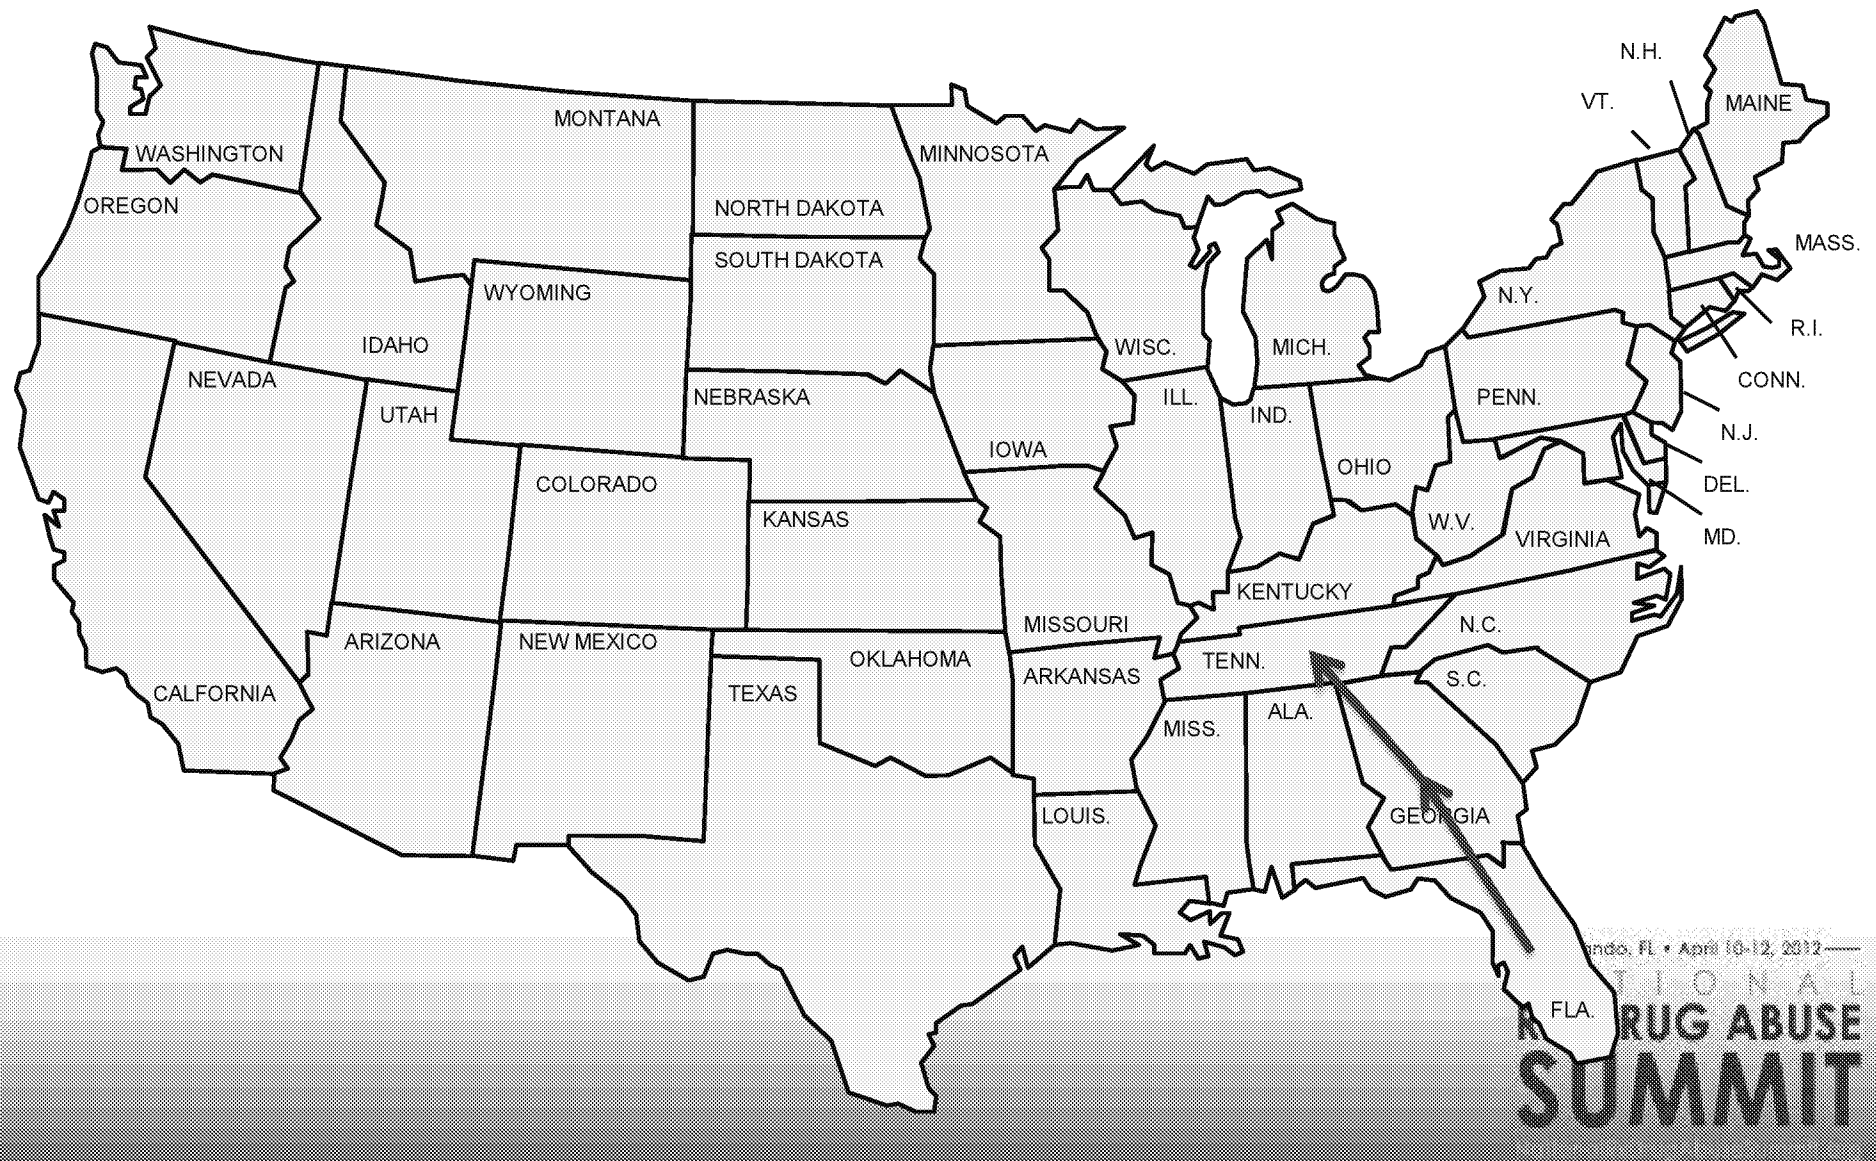 N.H.
VT.
MAINE
MONTANA
WASHINGTON
MINNOSOTA
OREGON
NORTH DAKOTA
MASS.
SOUTH DAKOTA
WYOMING
N.Y.
R.I.
IDAHO
WISC.
MICH.
NEVADA
CONN.
UTAH
NEBRASKA
ILL.
PENN.
IND.
N.J.
IOWA
OHIO
COLORADO
DEL.
KANSAS
W.V.
VIRGINIA
MD.
KENTUCKY
MISSOURI
N.C.
ARIZONA
NEW MEXICO
OKLAHOMA
TENN.
ARKANSAS
S.C.
CALFORNIA
TEXAS
ALA.
MISS.
LOUIS.
GEORGIA
ando, FL • April 10-12, 2012
T I O N A L
FLA.
R RUG ABUSE
SUMMIT